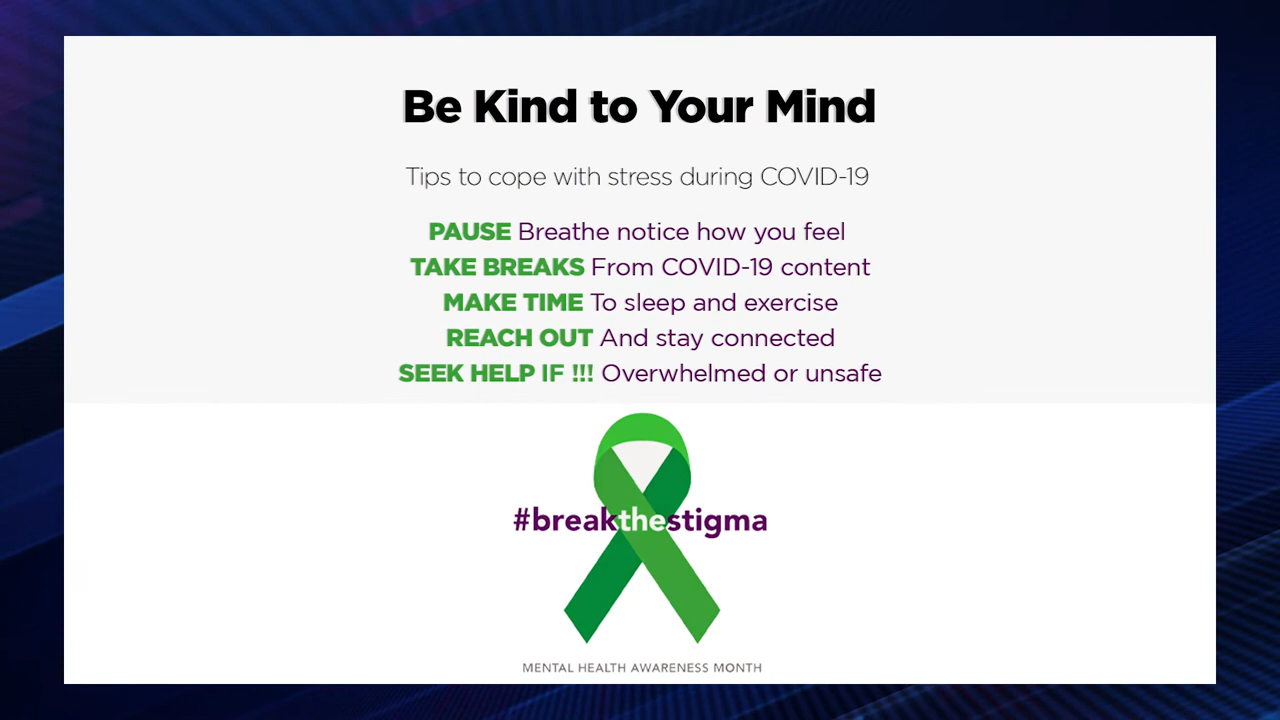 Be Kind to Your Mind
Tips to cope with stress during COVID-19
PAUSE Breathe notice how you feel
TAKE BREAKS From COVID-19 content
MAKE TIME To sleep and exercise
REACH OUT And stay connected
SEEK HELP IF !!! Overwhelmed or unsafe
#breakthestigma
MENTAL HEALTH AWARENESS MONTH